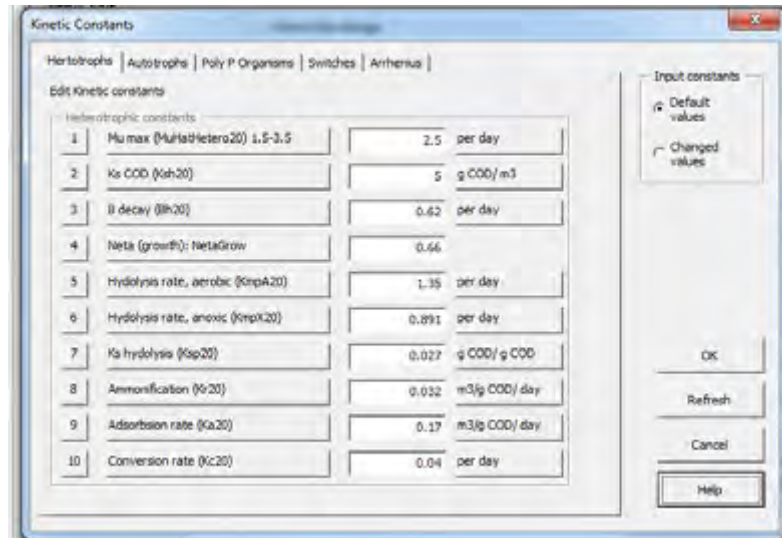 Kinetic Constants
Hertotrophs | Autotrophs | Poly P Organisms | Switches | Arrhenius |
Edit Kinetic constants
Heterotrophic constants
1 Mu max (MuHatHetero20) 1.5-3.5 2.5 per day
2 Ks COD (Ksh20) 5 g COD/ m3
3 B decay (Bh20) 0.62 per day
4 Neta (growth): NetaGrow 0.66
5 Hydolysis rate, aerobic (KmpA20) 1.35 per day
6 Hydolysis rate, anoxic (KmpX20) 0.891 per day
7 Ks hydolysis (Ksp20) 0.027 g COD/ g COD
8 Ammonification (Kr20) 0.032 m3/g COD/ day
9 Adsorbsion rate (Ka20) 0.17 m3/g COD/ day
10 Conversion rate (Kc20) 0.04 per day
Input constants
Default values
Changed values
OK
Refresh
Cancel
Help